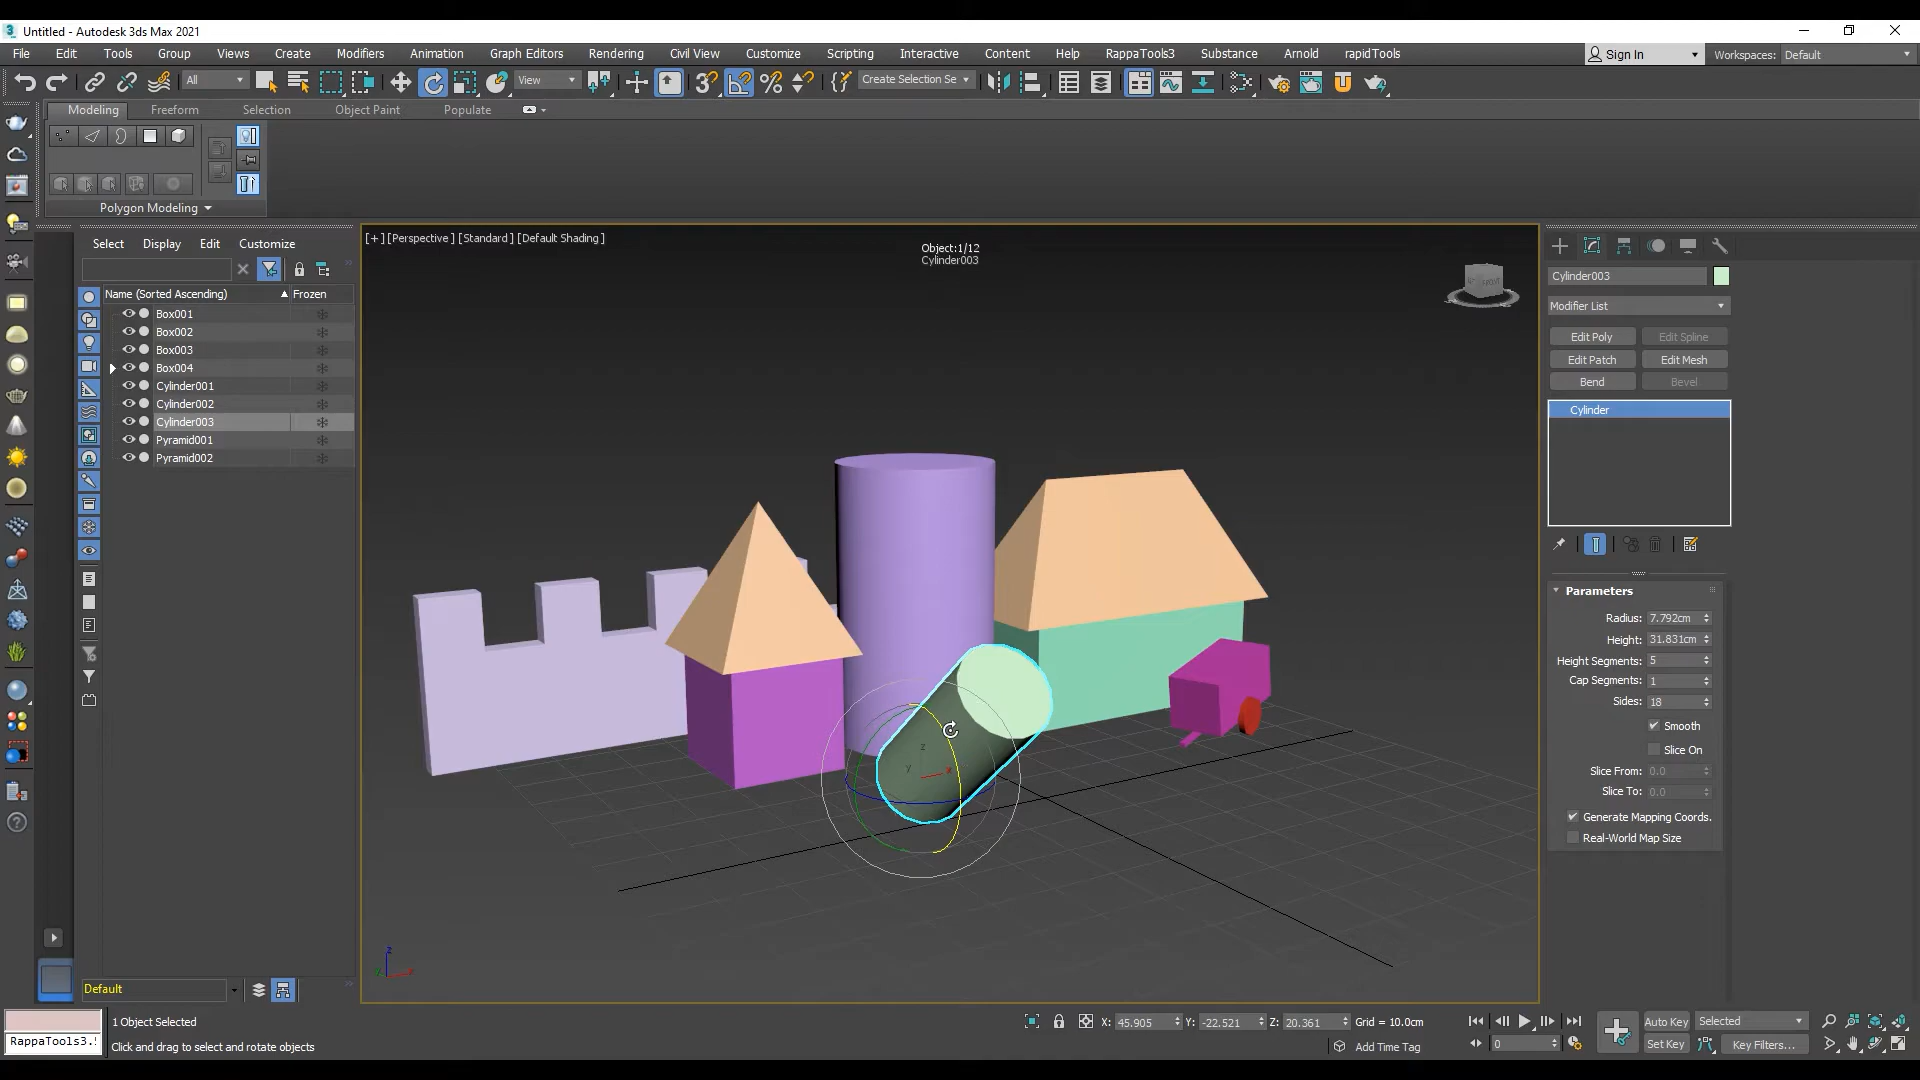 Untitled - Autodesk 3ds Max 2021
File Edit Tools Group Views Create Modifiers Animation Graph Editors Rendering Civil View Customize Scripting Interactive Content Help RappaTools3 Substance Arnold rapidTools Sign In Workspaces: Default
All View 3 Create Selection Se
Modeling Freeform Selection Object Paint Populate
Polygon Modeling
Select Display Edit Customize
[+] [Perspective] [Standard] [Default Shading]
Object:1/12
Cylinder003
Name (Sorted Ascending) Frozen
Box001
Box002
Box003
Box004
Cylinder001
Cylinder002
Cylinder003
Pyramid001
Pyramid002
FRONT
z
y x
z
x
Cylinder003
Modifier List
Edit Poly Edit Spline
Edit Patch Edit Mesh
Bend Bevel
Cylinder
Parameters
Radius: 7.792cm
Height: 31.831cm
Height Segments: 5
Cap Segments: 1
Sides: 18
Smooth
Slice On
Slice From: 0.0
Slice To: 0.0
Generate Mapping Coords.
Real-World Map Size
Default
1 Object Selected
X: 45.905 Y: -22.521 Z: 20.361 Grid = 10.0cm
Auto Key Selected
RappaTools3.
Click and drag to select and rotate objects
Add Time Tag
0
Set Key Key Filters...